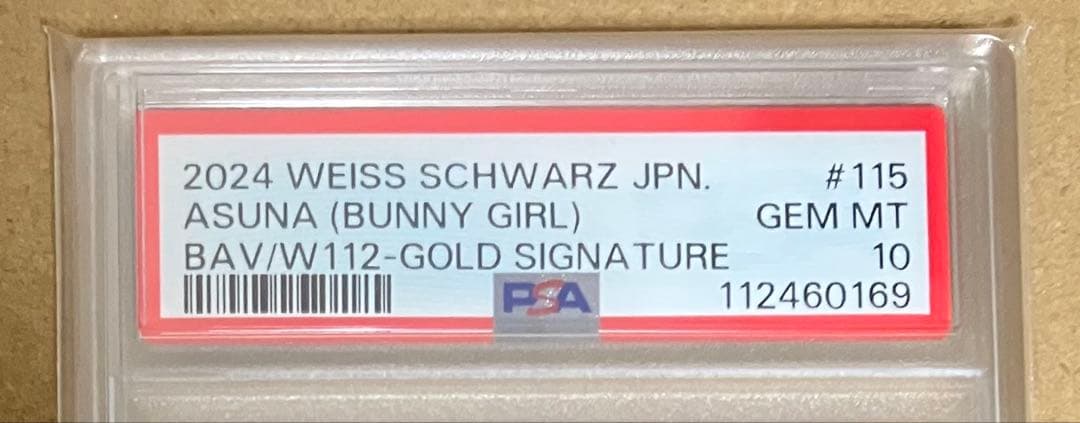 2024 WEISS SCHWARZ JPN. #115
ASUNA (BUNNY GIRL) GEM MT
BAV/W112-GOLD SIGNATURE 10
PSA 112460169